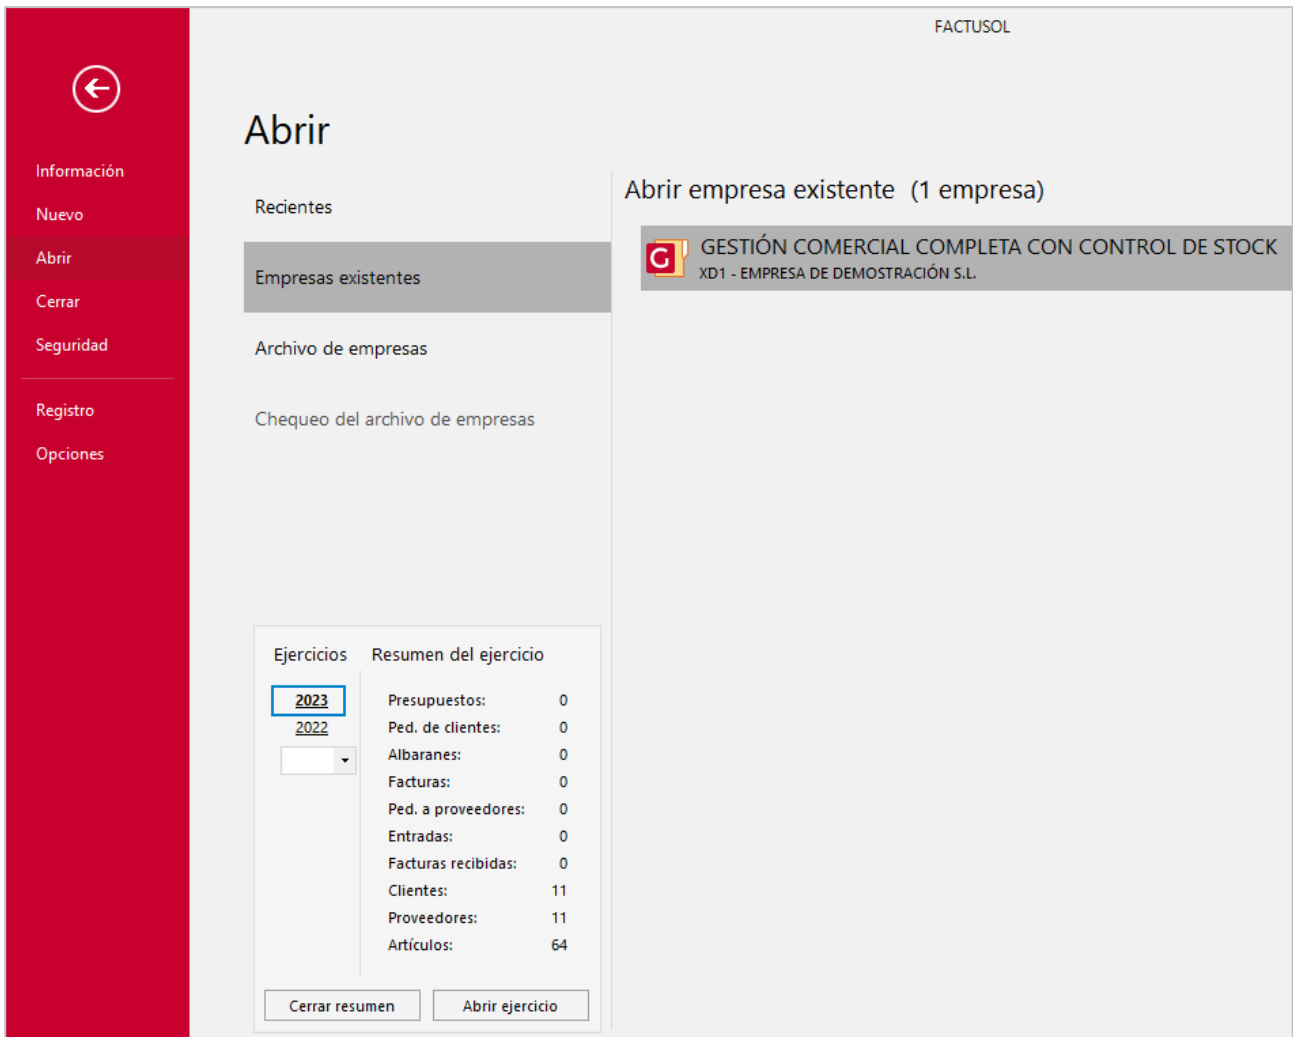 FACTUSOL
Información
Nuevo
Abrir
Cerrar
Seguridad
Registro
Opciones
Abrir
Recientes
Empresas existentes
Archivo de empresas
Chequeo del archivo de empresas
Abrir empresa existente (1 empresa)
G
GESTIÓN COMERCIAL COMPLETA CON CONTROL DE STOCK
XD1 - EMPRESA DE DEMOSTRACIÓN S.L.
Ejercicios
2023
2022
Resumen del ejercicio
Presupuestos: 0
Ped. de clientes: 0
Albaranes: 0
Facturas: 0
Ped. a proveedores: 0
Entradas: 0
Facturas recibidas: 0
Clientes: 11
Proveedores: 11
Artículos: 64
Cerrar resumen
Abrir ejercicio